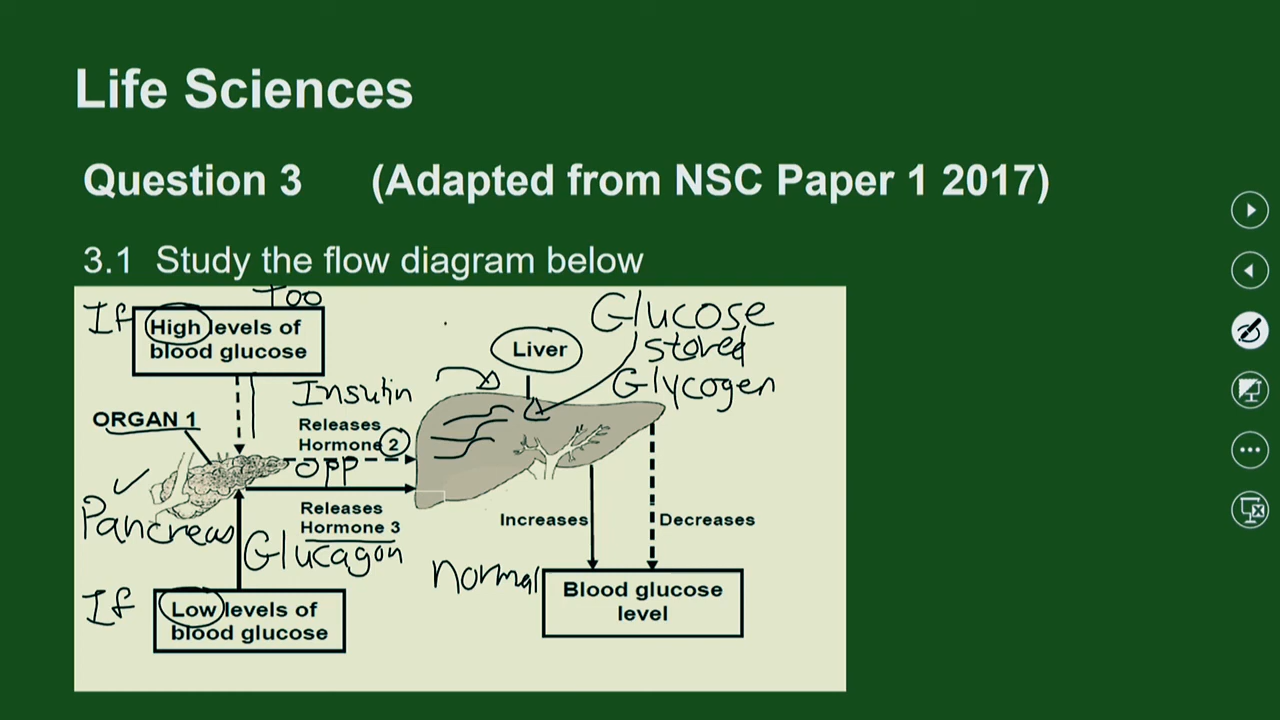 Life Sciences
Question 3 (Adapted from NSC Paper 1 2017)
3.1 Study the flow diagram below
If
Too
High levels of
blood glucose
Glucose
stored
Glycogen
Liver
Insulin
ORGAN 1
Releases
Hormone 2
OPP
Pancreas
Releases
Hormone 3
Glucagon
Increases
Decreases
normal
Blood glucose
level
If
Low levels of
blood glucose